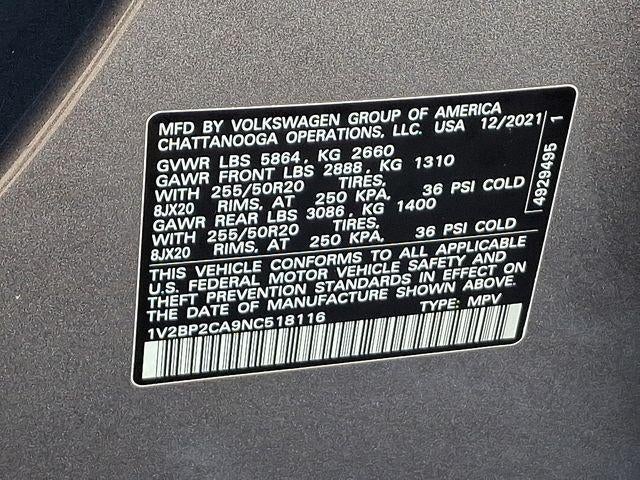 MFD BY VOLKSWAGEN GROUP OF AMERICA
CHATTANOOGA OPERATIONS, LLC. USA 12/2021
GVWR LBS 5864, KG 2660
GAWR FRONT LBS 2888, KG 1310
WITH 255/50R20 TIRES.
8JX20 RIMS. AT 250 KPA. 36 PSI COLD
GAWR REAR LBS 3086, KG 1400
WITH 255/50R20 TIRES.
8JX20 RIMS, AT 250 KPA. 36 PSI COLD
THIS VEHICLE CONFORMS TO ALL APPLICABLE
U.S. FEDERAL MOTOR VEHICLE SAFETY AND
THEFT PREVENTION STANDARDS IN EFFECT ON
THE DATE OF MANUFACTURE SHOWN ABOVE.
1V2BP2CA9NC518116 TYPE: MPV
4929495 1